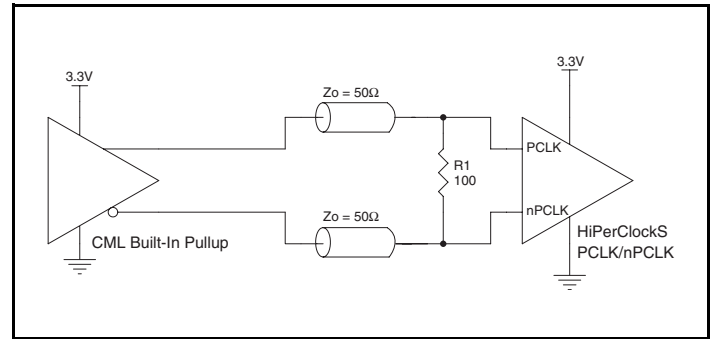 3.3V
3.3V
Zo = 50Ω
PCLK
R1
100
nPCLK
Zo = 50Ω
HiPerClockS
PCLK/nPCLK
CML Built-In Pullup